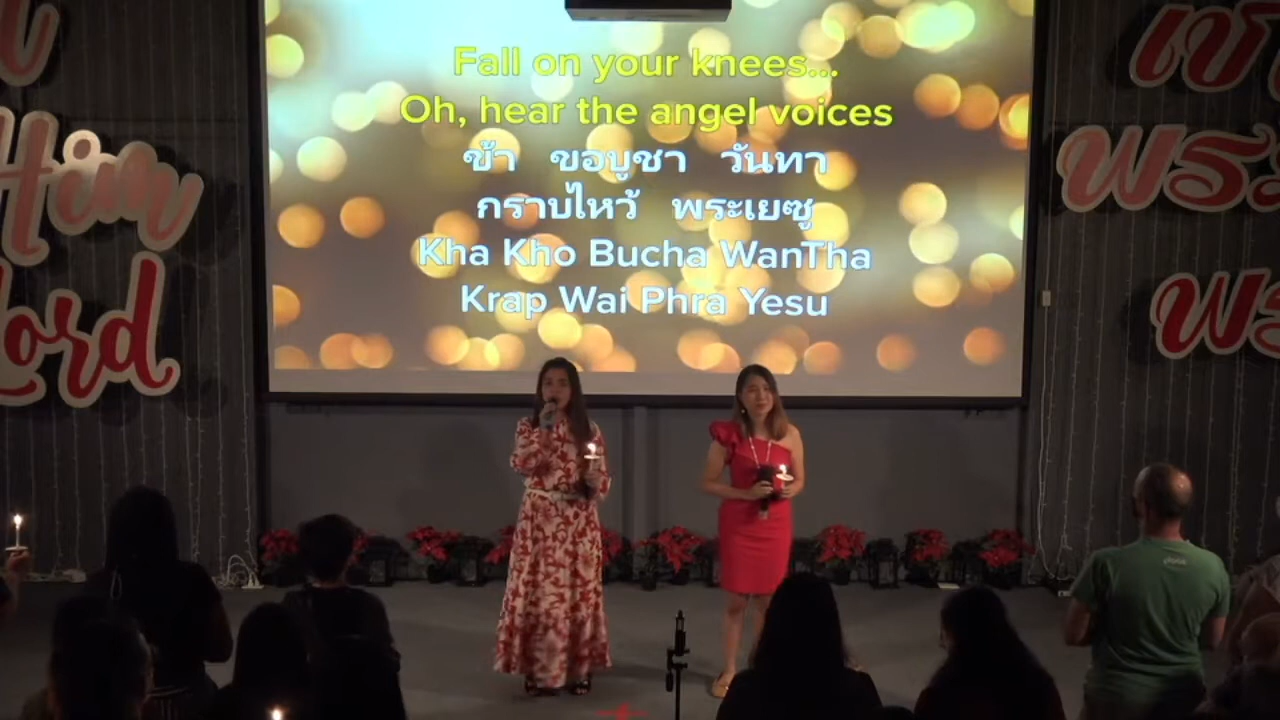 Fall on your knees...
Oh, hear the angel voices
ข้า ขอบูชา วันทา
กราบไหว้ พระเยซู
Kha Kho Bucha WanTha
Krap Wai Phra Yesu
Him
Lord